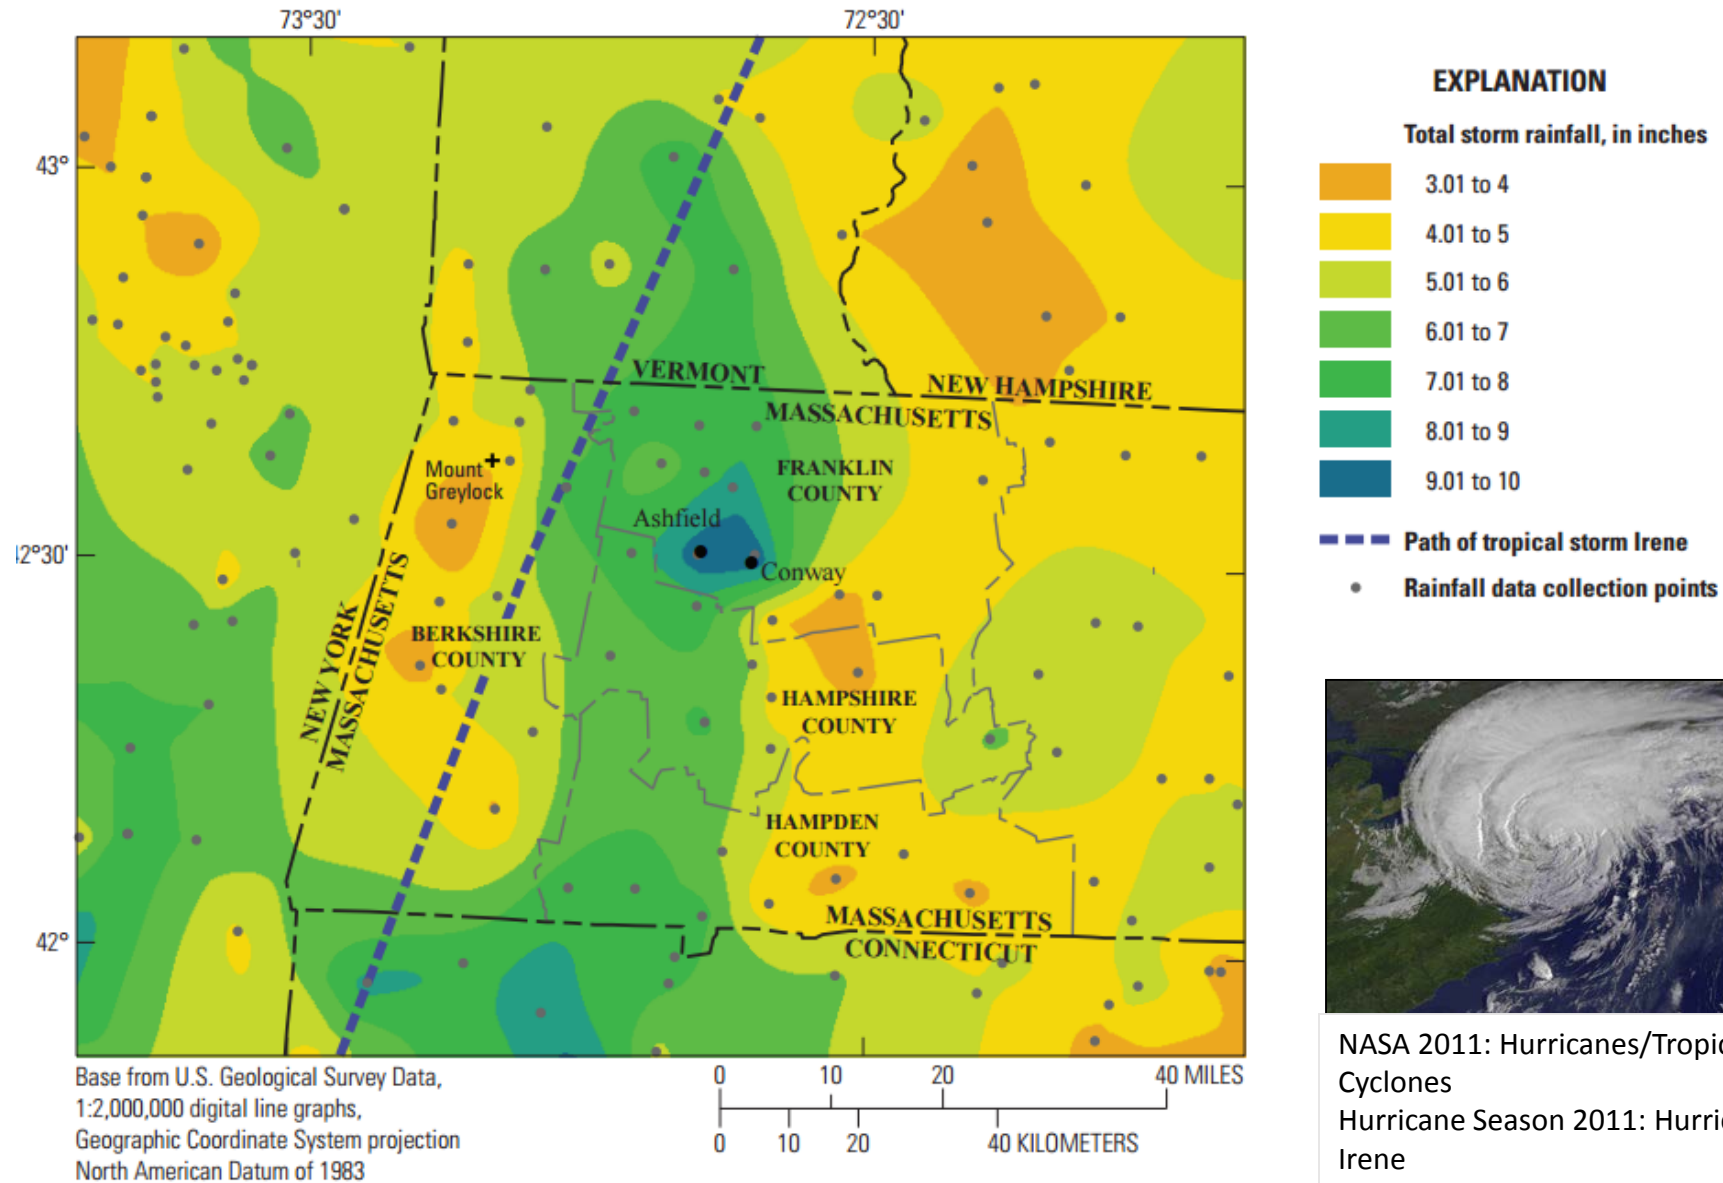 73°30'
72°30'
43°
42°30'
42°
VERMONT
NEW HAMPSHIRE
MASSACHUSETTS
Mount
Greylock
FRANKLIN
COUNTY
Ashfield
Conway
NEW YORK
MASSACHUSETTS
BERKSHIRE
COUNTY
HAMPSHIRE
COUNTY
HAMPDEN
COUNTY
MASSACHUSETTS
CONNECTICUT
Base from U.S. Geological Survey Data,
1:2,000,000 digital line graphs,
Geographic Coordinate System projection
North American Datum of 1983
0 10 20 40 MILES
0 10 20 40 KILOMETERS
EXPLANATION
Total storm rainfall, in inches
3.01 to 4
4.01 to 5
5.01 to 6
6.01 to 7
7.01 to 8
8.01 to 9
9.01 to 10
Path of tropical storm Irene
Rainfall data collection points
NASA 2011: Hurricanes/Tropic
Cyclones
Hurricane Season 2011: Hurric
Irene